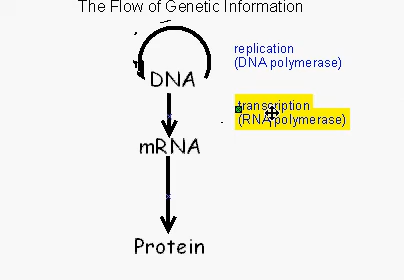 The Flow of Genetic Information
replication
(DNA polymerase)
DNA
transcription
(RNA polymerase)
mRNA
Protein